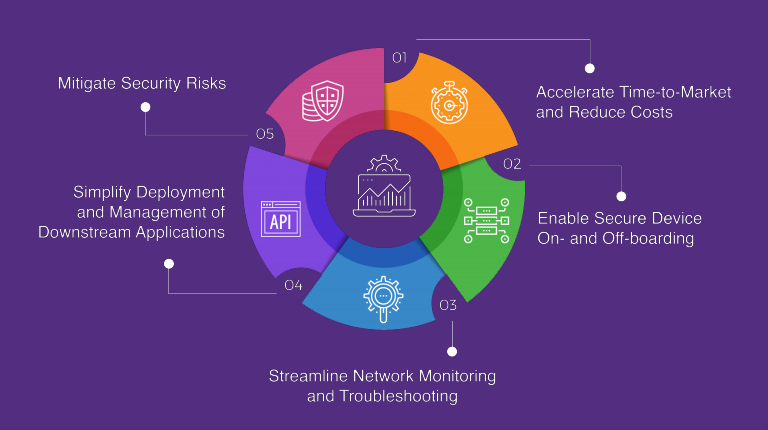 01
Accelerate Time-to-Market
and Reduce Costs
02
Enable Secure Device
On- and Off-boarding
03
Streamline Network Monitoring
and Troubleshooting
04
Simplify Deployment
and Management of
Downstream Applications
API
05
Mitigate Security Risks